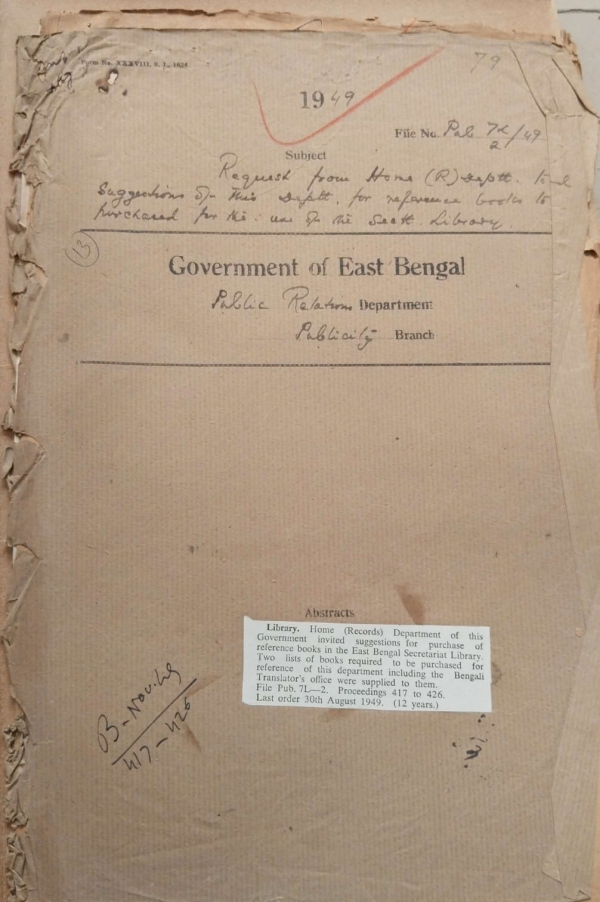 Form No. XXXVIII, S. L., 1624.
79
1949
File No. Pub. 7L/2/49
Subject
Request from Home (R) Deptt. to
Suggestions of this Deptt. for reference books to
purchased for the use of the Sectt. Library
13
Government of East Bengal
Public Relations Department
Publicity Branch
Abstracts
Library. Home (Records) Department of this
Government invited suggestions for purchase of
reference books in the East Bengal Secretariat Library.
Two lists of books required to be purchased for
reference of this department including the Bengali
Translator's office were supplied to them.
File Pub. 7L—2. Proceedings 417 to 426.
Last order 30th August 1949. (12 years.)
B-Nov.49
417-426